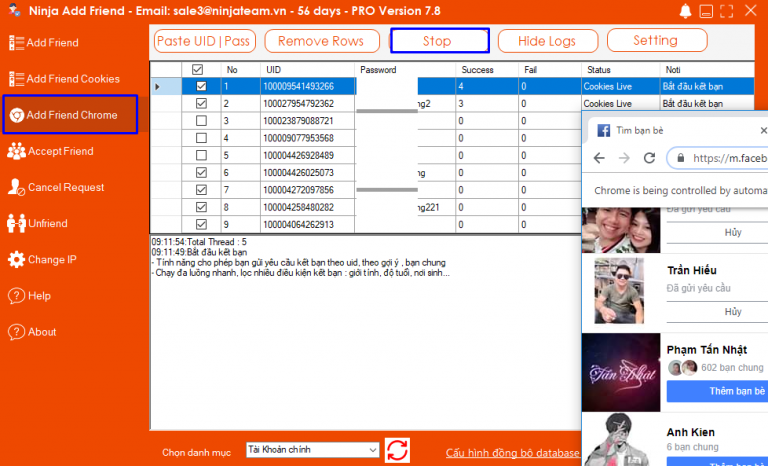 Ninja Add Friend - Email: sale3@ninjateam.vn - 56 days - PRO Version 7.8
Add Friend
Add Friend Cookies
Add Friend Chrome
Accept Friend
Cancel Request
Unfriend
Change IP
Help
About
Paste UID|Pass
Remove Rows
Stop
Hide Logs
Setting
No UID Password Success Fail Status Noti
1 100009541493266 4 0 Cookies Live Bắt đầu kết bạn
2 100027954792362 ng2 4 0 Cookies Live Bắt đầu kết bạn
3 100023879088721 0 0
4 100009077953568 0 0
5 100004426928489 0 0
6 100004426025073 ng 0 0
7 100004272097856 0 0
8 100004258480282 ng221 0 0
9 100004064262913 0 0
09:11:54:Total Thread : 5
09:11:49:Bắt đầu kết bạn
- Tính năng cho phép bạn gửi yêu cầu kết bạn theo uid, theo gợi ý , bạn chung
- Chạy đa luồng nhanh, lọc nhiều điều kiện kết bạn : giới tính, độ tuổi, nơi sinh...
Chọn danh mục
Tài Khoản chính
Cấu hình đồng bộ database
Tìm bạn bè
https://m.faceb
Chrome is being controlled by automa
Đã gửi yêu cầu
Hủy
Trần Hiếu
Đã gửi yêu cầu
Hủy
Phạm Tấn Nhật
602 bạn chung
Tấn Nhật
Thêm bạn bè
Anh Kien
6 bạn chung
Thêm bạn bè